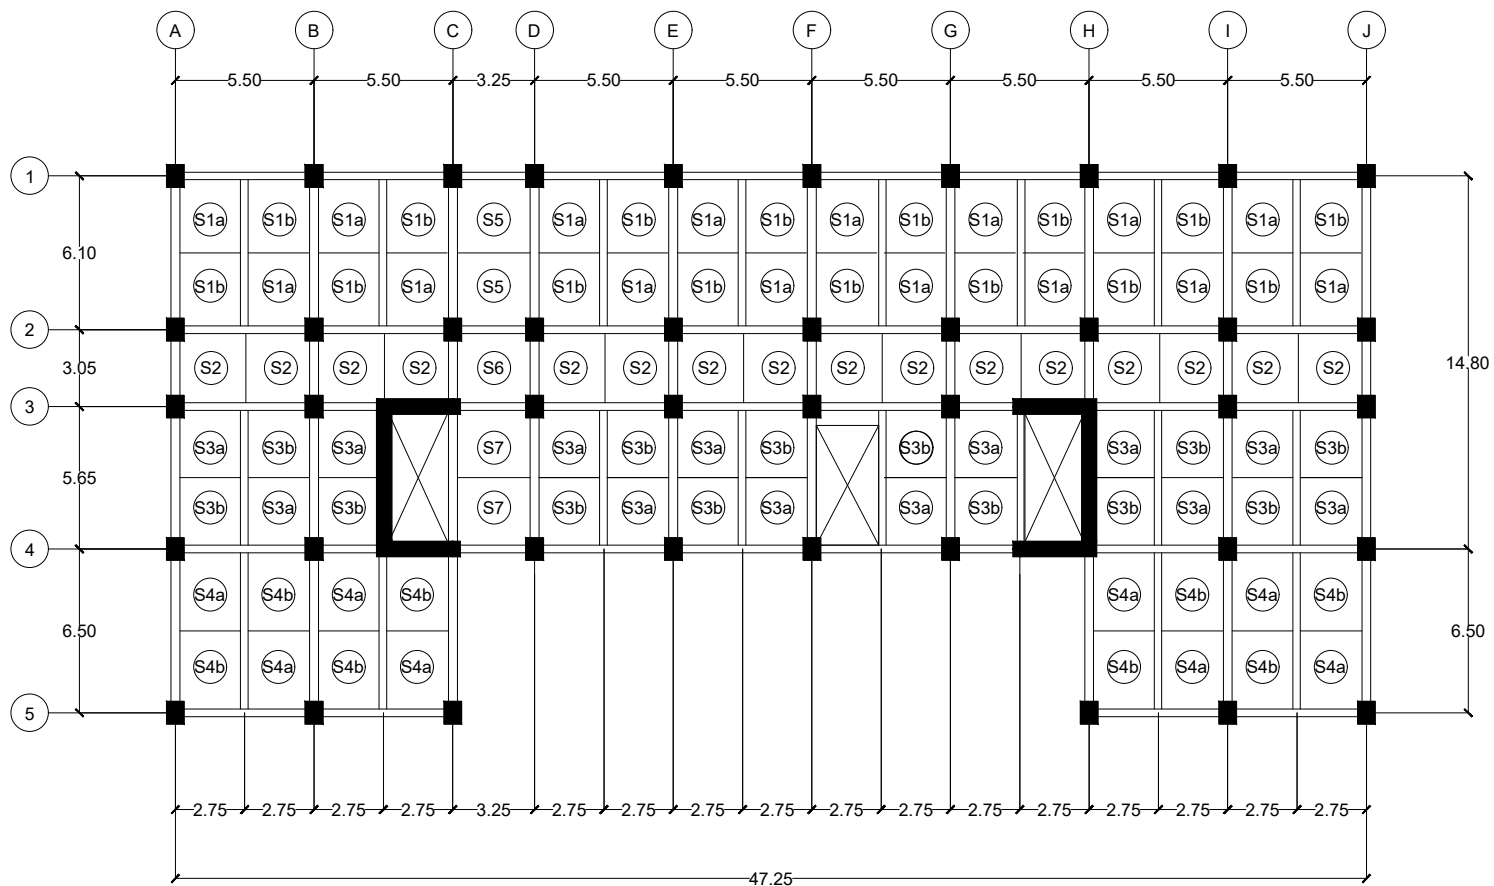 A B C D E F G H I J
5.50 5.50 3.25 5.50 5.50 5.50 5.50 5.50 5.50
1
S1a S1b S1a S1b S5 S1a S1b S1a S1b S1a S1b S1a S1b S1a S1b S1a S1b
6.10
S1b S1a S1b S1a S5 S1b S1a S1b S1a S1b S1a S1b S1a S1b S1a S1b S1a
2
3.05 S2 S2 S2 S2 S6 S2 S2 S2 S2 S2 S2 S2 S2 S2 S2 S2 S2 14.80
3
S3a S3b S3a S7 S3a S3b S3a S3b S3b S3a S3a S3b S3a S3b
5.65
S3b S3a S3b S7 S3b S3a S3b S3a S3a S3b S3b S3a S3b S3a
4
S4a S4b S4a S4b S4a S4b S4a S4b
6.50 6.50
S4b S4a S4b S4a S4b S4a S4b S4a
5
2.75 2.75 2.75 2.75 3.25 2.75 2.75 2.75 2.75 2.75 2.75 2.75 2.75 2.75 2.75 2.75 2.75
47.25